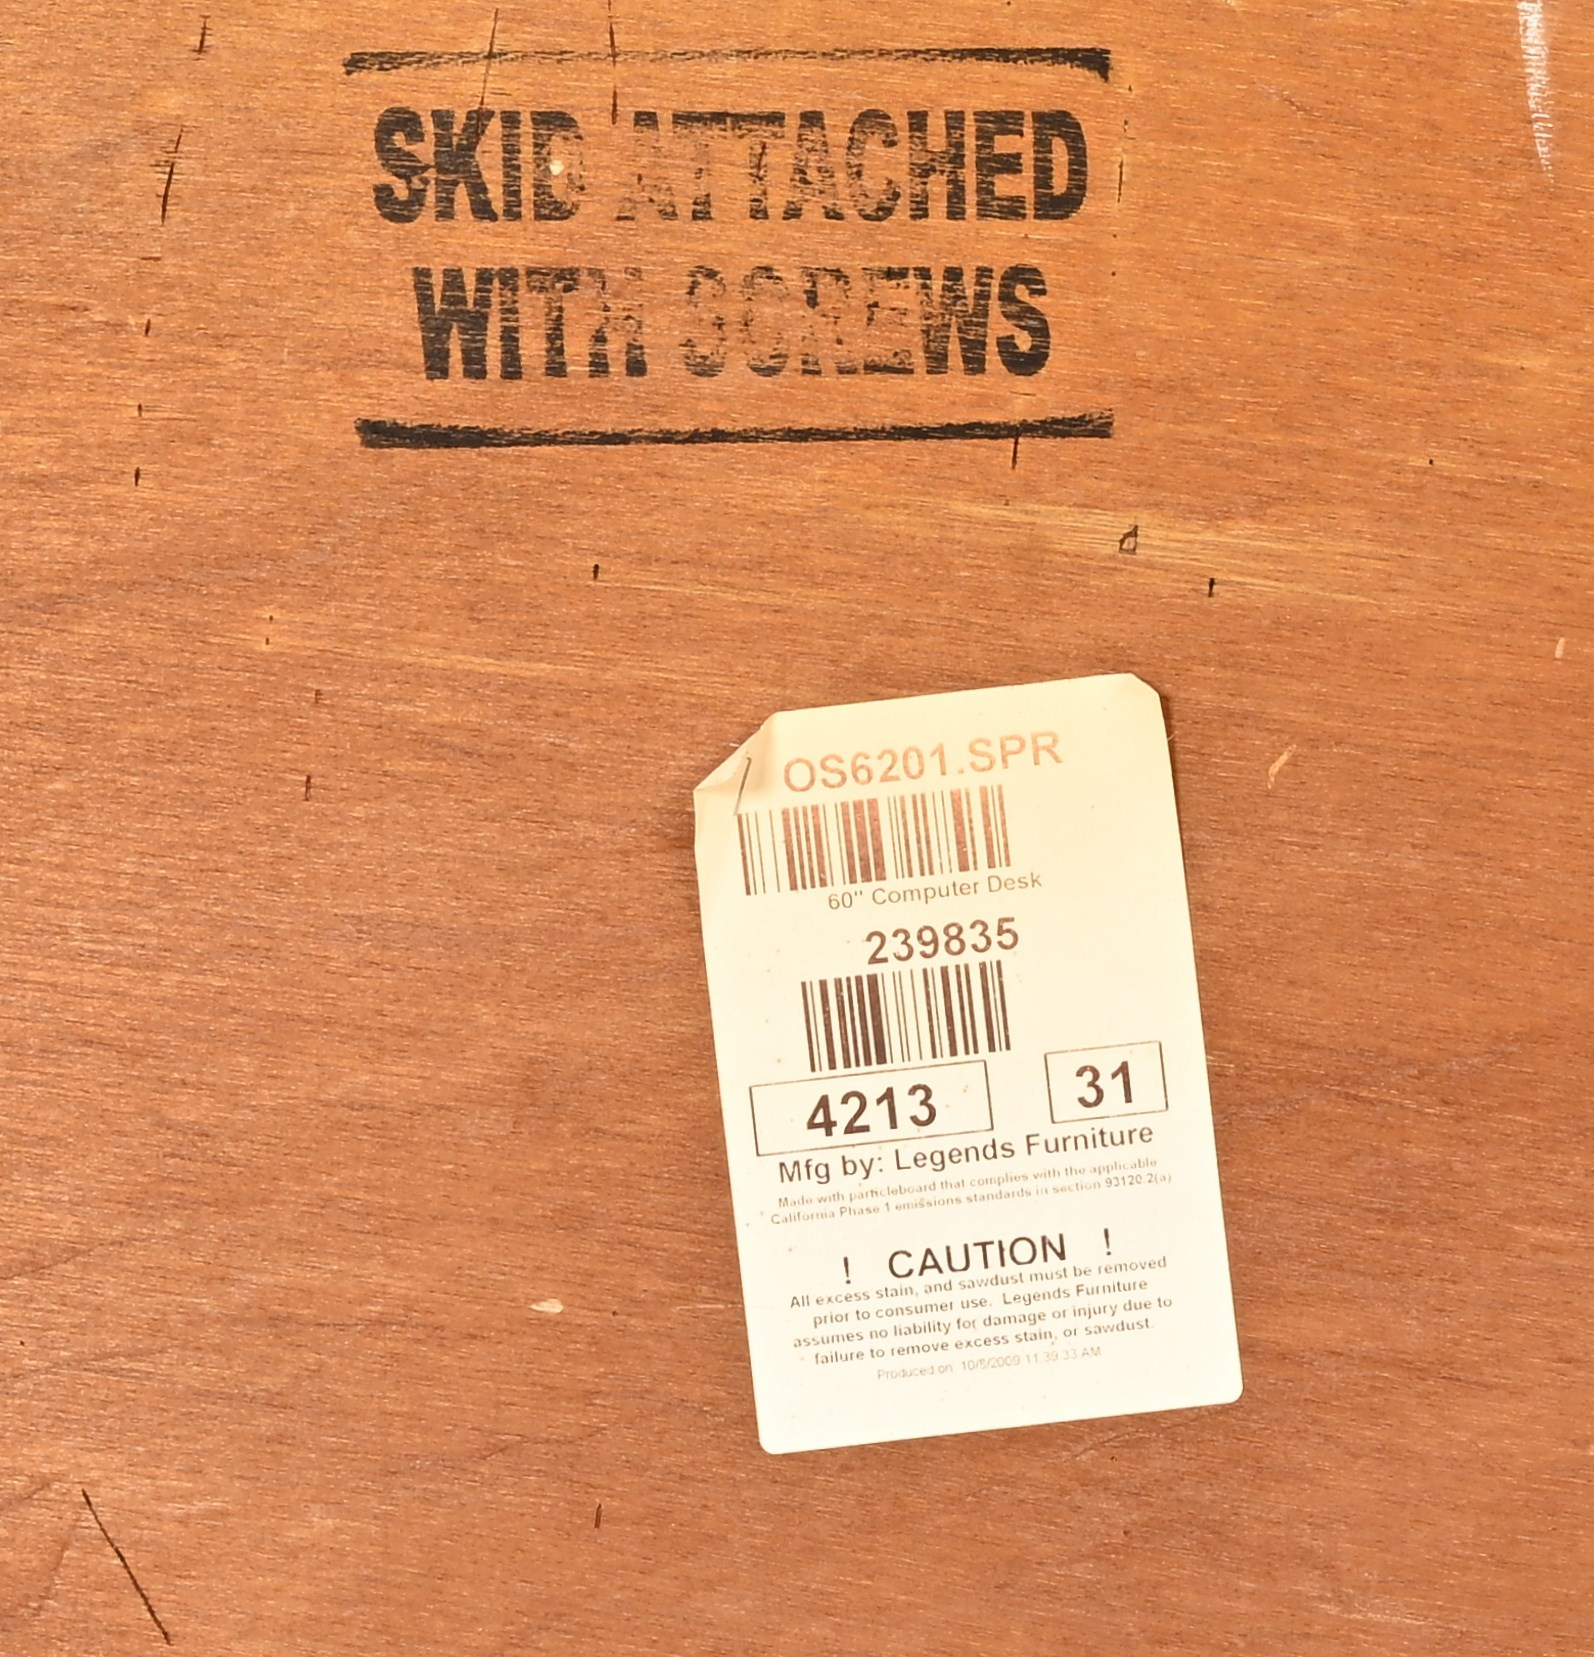 SKID ATTACHED
WITH SCREWS
OS6201.SPR
60" Computer Desk
239835
4213 31
Mfg by: Legends Furniture
Made with particleboard that complies with the applicable
California Phase 1 emissions standards in section 93120.2(a)
! CAUTION !
All excess stain, and sawdust must be removed
prior to consumer use. Legends Furniture
assumes no liability for damage or injury due to
failure to remove excess stain, or sawdust.
Produced on: 10/8/2009 11:39:33 AM